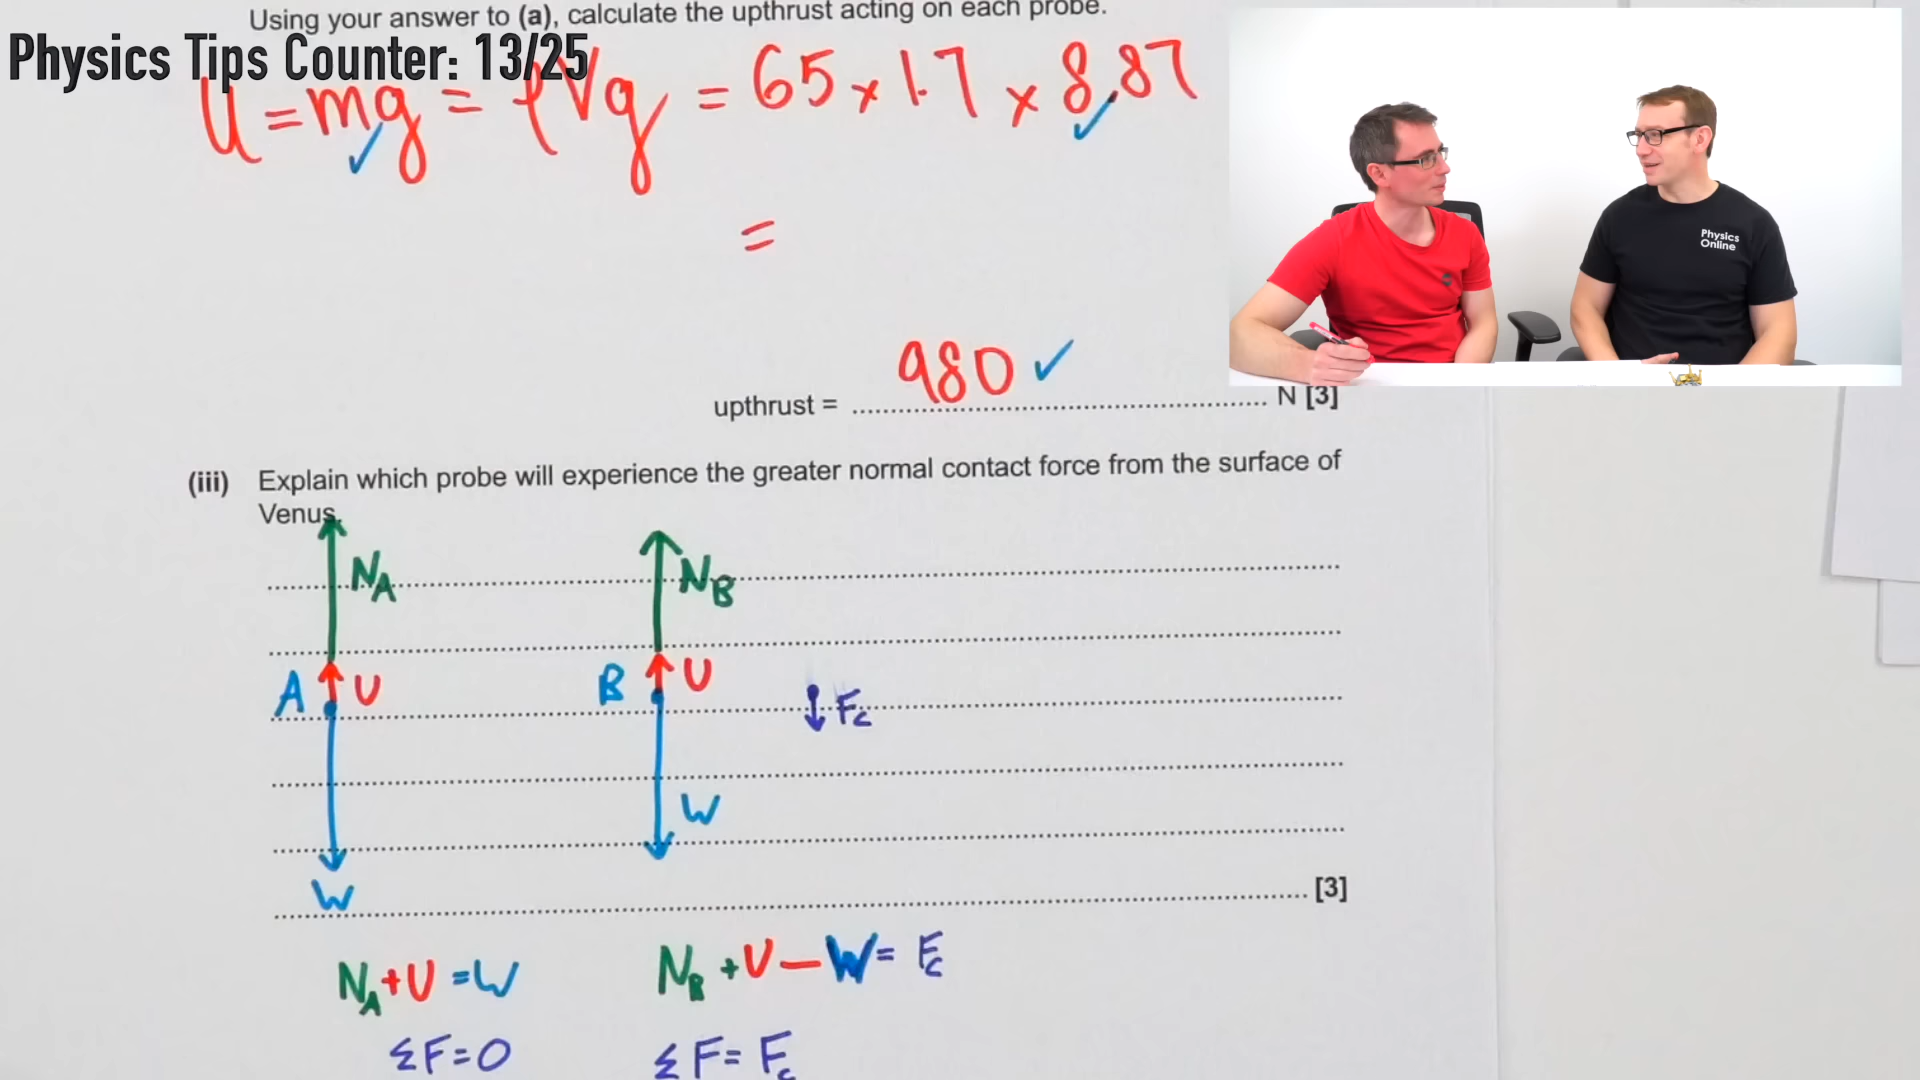 Using your answer to (a), calculate the upthrust acting on each probe.
Physics Tips Counter: 13/25
U = mg = ρVg = 65 × 1.7 × 8.87
=
Physics
Online
980
upthrust = N [3]
(iii) Explain which probe will experience the greater normal contact force from the surface of
Venus.
N_A N_B
A U B U
F_c
W
W
[3]
N_A + U = W N_B + U − W = F_c
ΣF = 0 ΣF = F_c